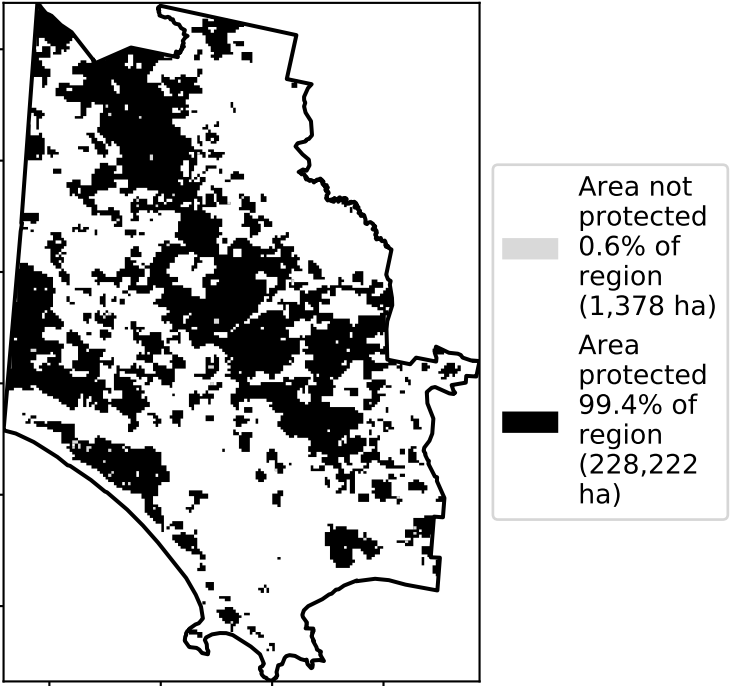 Area not
protected
0.6% of
region
(1,378 ha)
Area
protected
99.4% of
region
(228,222
ha)